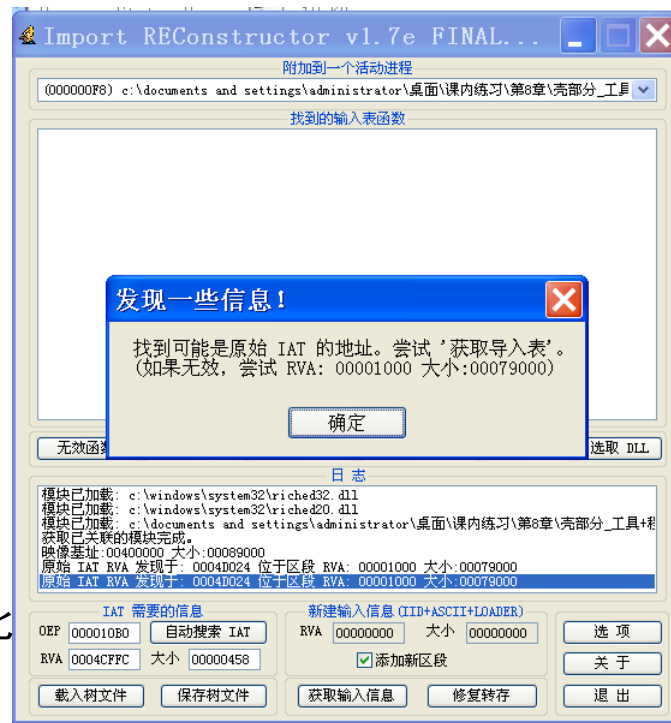 Import REConstructor v1.7e FINAL...
附加到一个活动进程
(000000F8) c:\documents and settings\administrator\桌面\课内练习\第8章\壳部分_工具
找到的输入表函数
发现一些信息!
找到可能是原始 IAT 的地址。尝试 '获取导入表'。
(如果无效, 尝试 RVA: 00001000 大小:00079000)
确定
无效函数 选取 DLL
日 志
模块已加载: c:\windows\system32\riched32.dll
模块已加载: c:\windows\system32\riched20.dll
模块已加载: c:\documents and settings\administrator\桌面\课内练习\第8章\壳部分_工具+程
获取已关联的模块完成。
映像基址:00400000 大小:00089000
原始 IAT RVA 发现于: 0004D024 位于区段 RVA: 00001000 大小:00079000
原始 IAT RVA 发现于: 0004D024 位于区段 RVA: 00001000 大小:00079000
IAT 需要的信息 新建输入信息 (IID+ASCII+LOADER)
OEP 000010B0 自动搜索 IAT RVA 00000000 大小 00000000 选 项
RVA 0004CFFC 大小 00000458 添加新区段 关 于
载入树文件 保存树文件 获取输入信息 修复转存 退 出